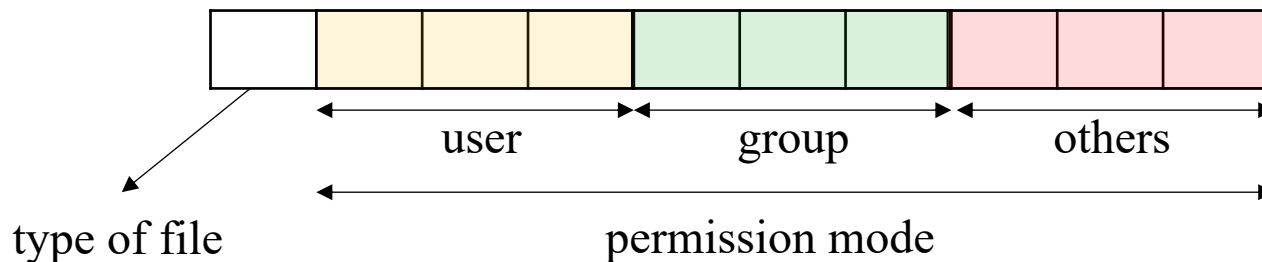 user group others
type of file permission mode